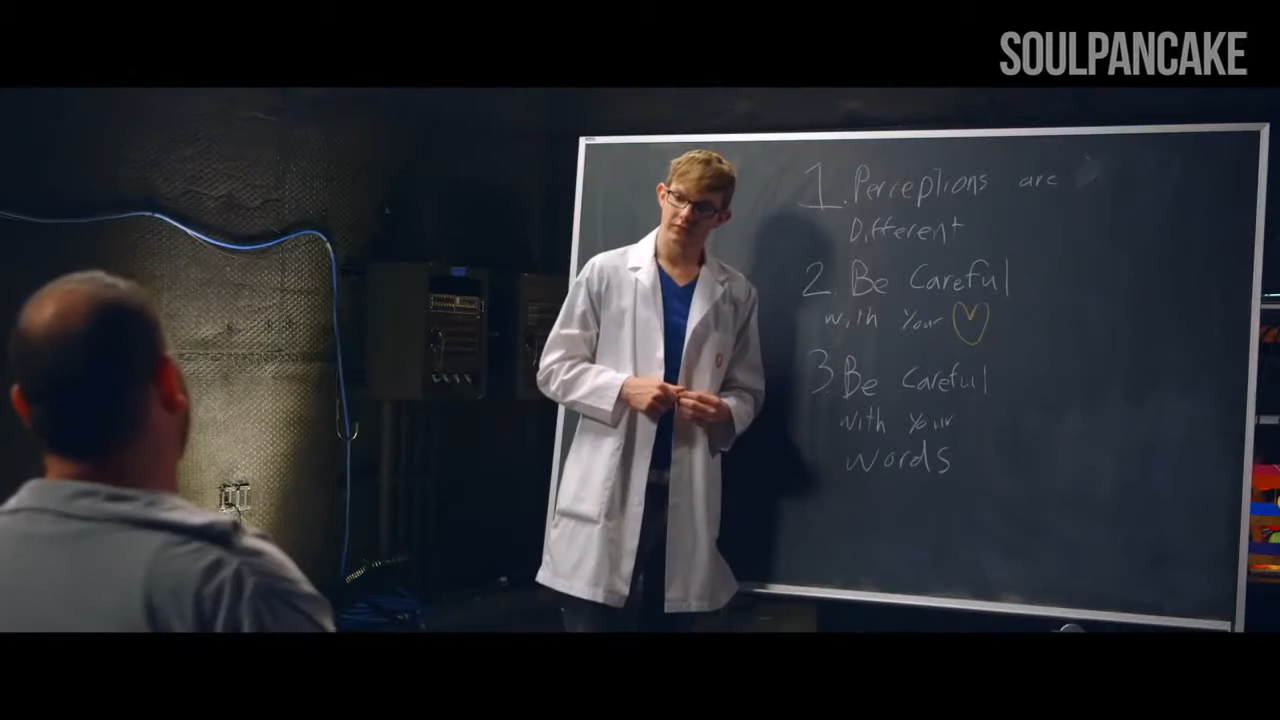 SOULPANCAKE
1. Perceptions are
Different
2. Be Careful
with your ♡
3. Be Careful
with your
words